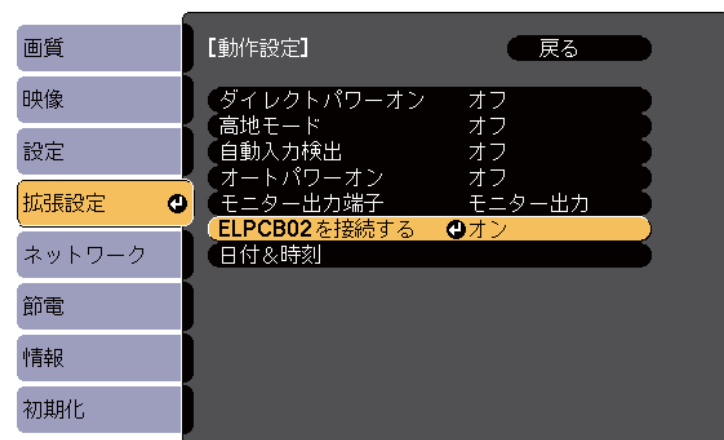 画質
映像
設定
拡張設定
ネットワーク
節電
情報
初期化
【動作設定】 戻る
ダイレクトパワーオン オフ
高地モード オフ
自動入力検出 オフ
オートパワーオン オフ
モニター出力端子 モニター出力
ELPCB02を接続する オン
日付&時刻